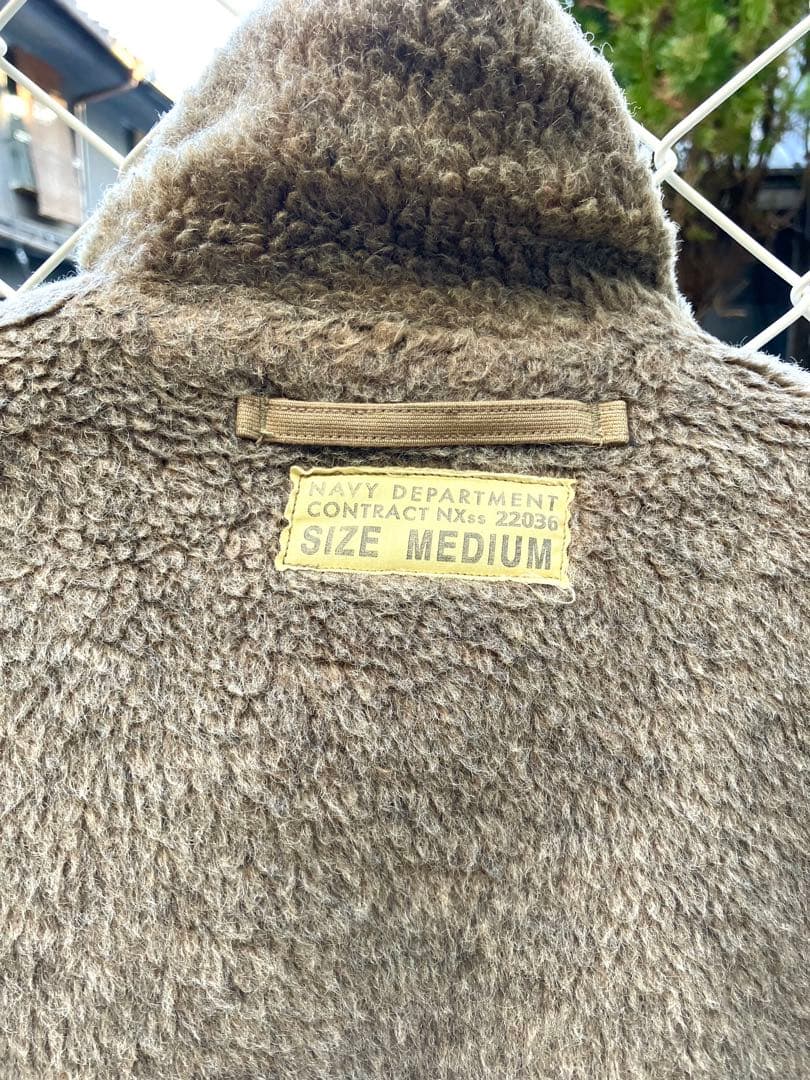 NAVY DEPARTMENT
CONTRACT NXss 22036
SIZE MEDIUM